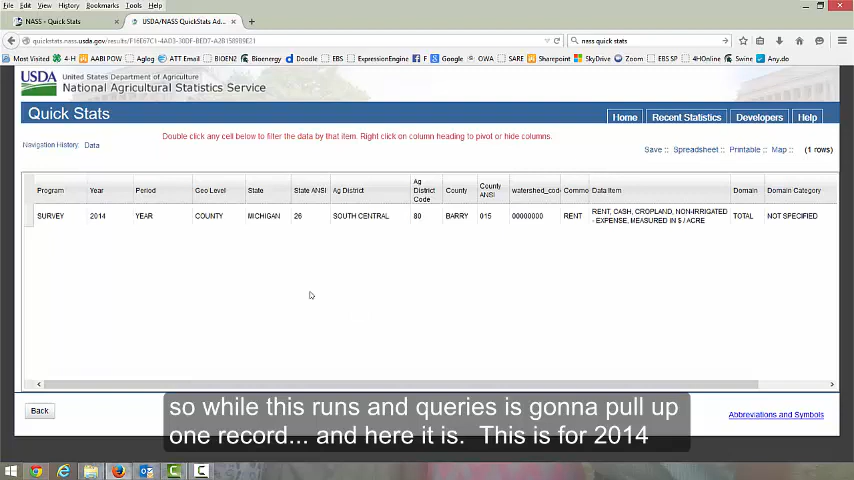 File Edit View History Bookmarks Tools Help
NASS - Quick Stats
USDA/NASS QuickStats Ad...
quickstats.nass.usda.gov/results/
nass quick stats
Most Visited 4-H Aglog ATT Email BIOEN2 Bioenergy Doodle EBS ExpressionEngine F Google OWA SARE Sharepoint SkyDrive Zoom EBS SP 4HOnline Swine Any.do
USDA
United States Department of Agriculture
National Agricultural Statistics Service
Quick Stats
Home Recent Statistics Developers Help
Double click any cell below to filter the data by that item. Right click on column heading to pivot or hide columns.
Navigation History: Data
Save :: Spreadsheet :: Printable :: Map :: (1 rows)
Program Year Period Geo Level State State ANSI Ag District Ag District Code County County ANSI watershed_code Commo Data Item Domain Domain Category
SURVEY 2014 YEAR COUNTY MICHIGAN 26 SOUTH CENTRAL 80 BARRY 015 00000000 RENT RENT, CASH, CROPLAND, NON-IRRIGATED - EXPENSE, MEASURED IN $ / ACRE TOTAL NOT SPECIFIED
Back
Abbreviations and Symbols
so while this runs and queries is gonna pull up
one record... and here it is. This is for 2014